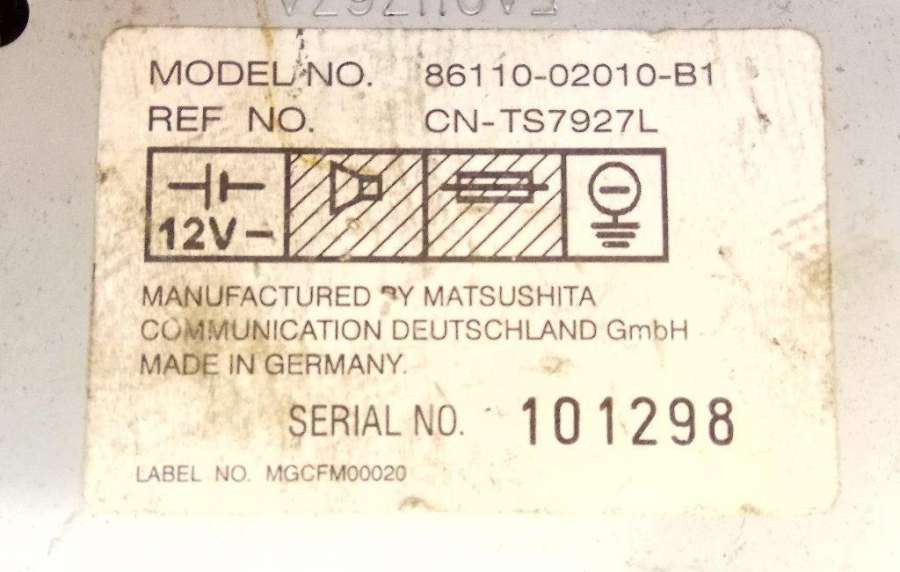 MODEL NO. 86110-02010-B1
REF NO. CN-TS7927L
12V
MANUFACTURED BY MATSUSHITA
COMMUNICATION DEUTSCHLAND GmbH
MADE IN GERMANY.
SERIAL NO. 101298
LABEL NO. MGCFM00020